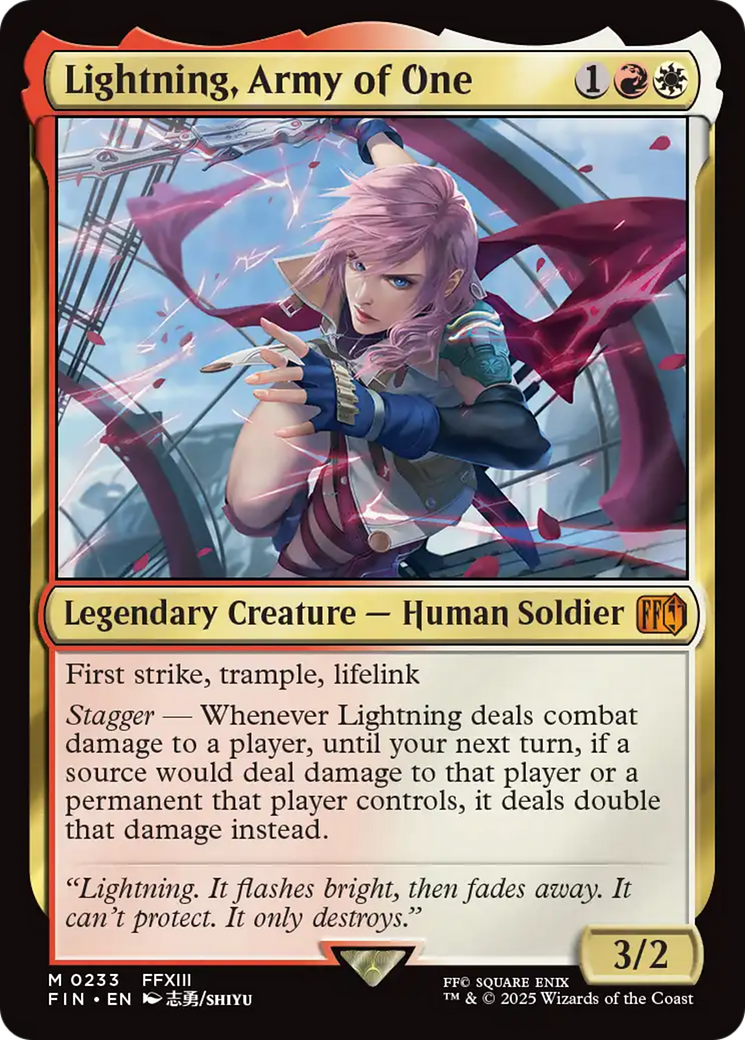 Lightning, Army of One 1
Legendary Creature — Human Soldier FF
First strike, trample, lifelink
Stagger — Whenever Lightning deals combat
damage to a player, until your next turn, if a
source would deal damage to that player or a
permanent that player controls, it deals double
that damage instead.
“Lightning. It flashes bright, then fades away. It
can’t protect. It only destroys.”
3/2
M 0233 FFXIII
FIN • EN 志勇/SHIYU
FF© SQUARE ENIX
™ & © 2025 Wizards of the Coast